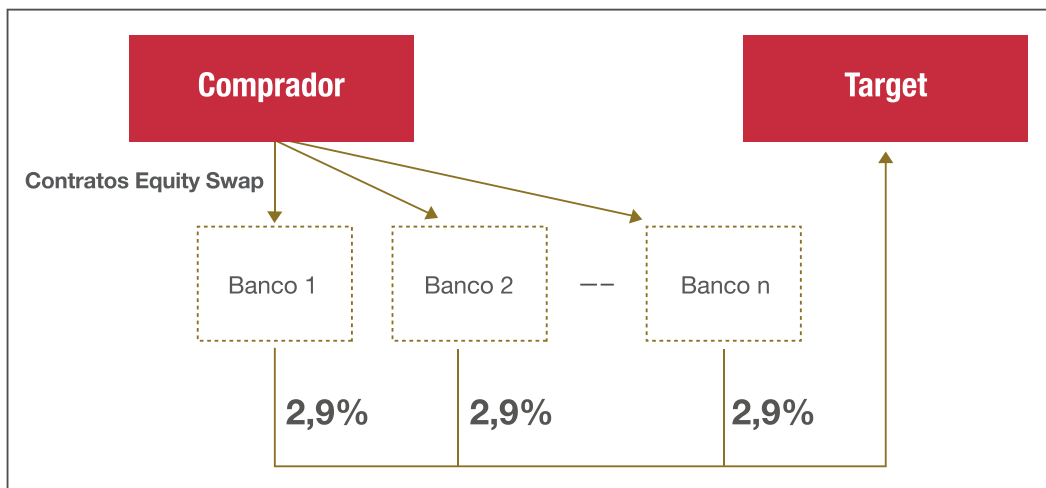 Comprador
Target
Contratos Equity Swap
Banco 1
Banco 2
Banco n
2,9%
2,9%
2,9%